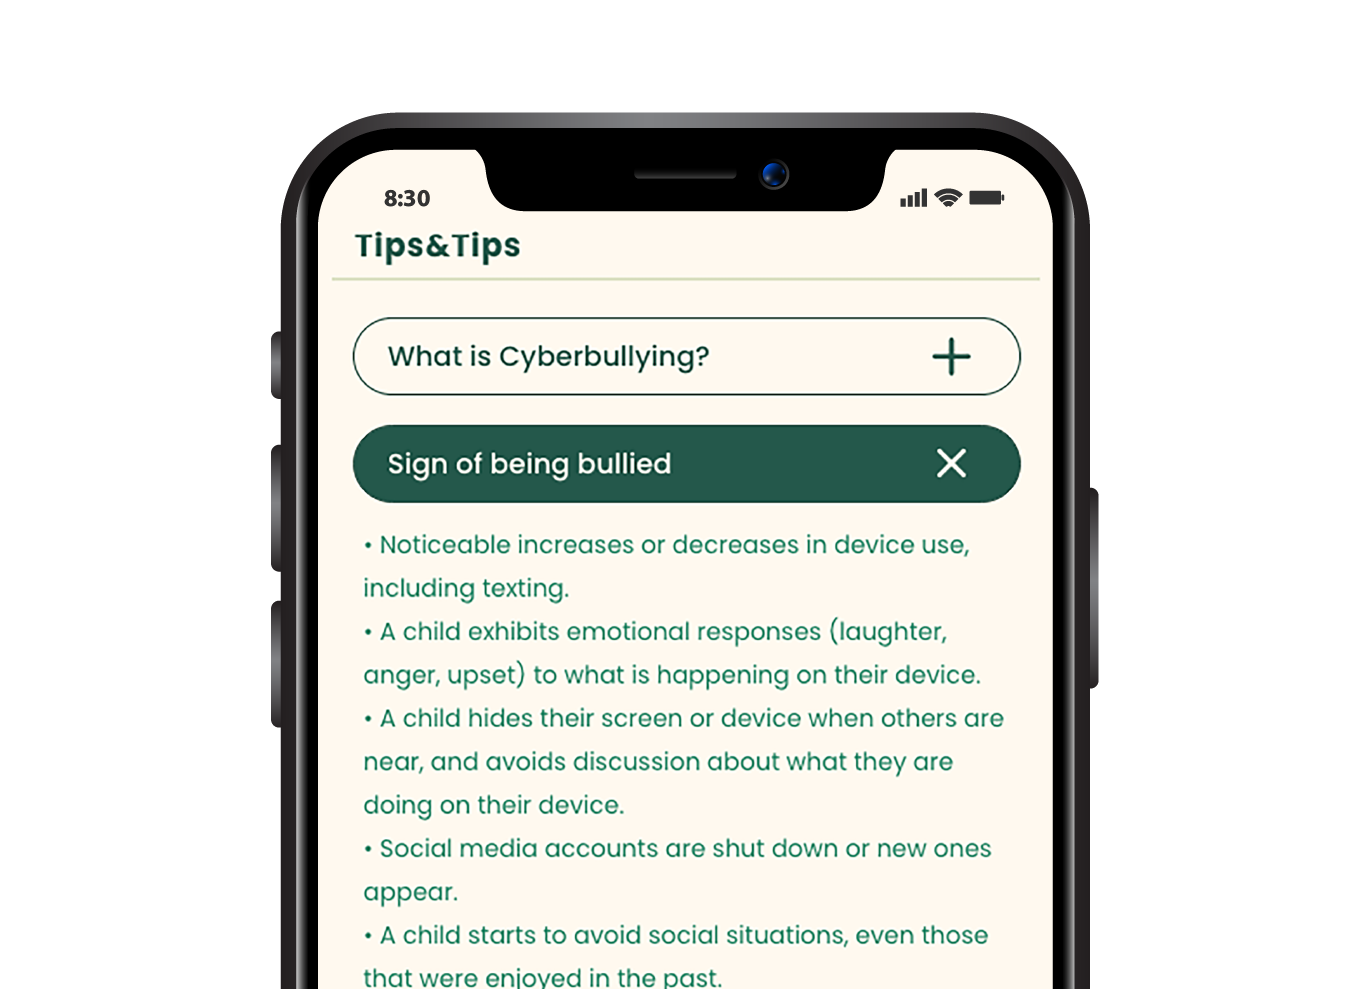 8:30
Tips&Tips
What is Cyberbullying?
Sign of being bullied
• Noticeable increases or decreases in device use,
including texting.
• A child exhibits emotional responses (laughter,
anger, upset) to what is happening on their device.
• A child hides their screen or device when others are
near, and avoids discussion about what they are
doing on their device.
• Social media accounts are shut down or new ones
appear.
• A child starts to avoid social situations, even those
that were enjoyed in the past.